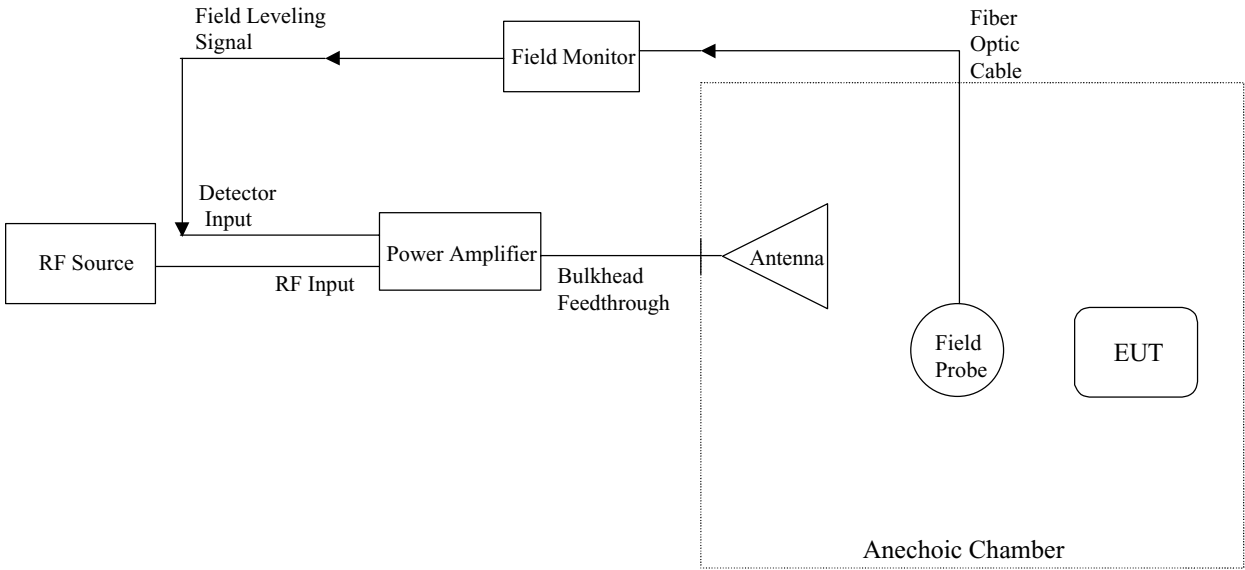 Field Leveling
Signal
Field Monitor
Fiber
Optic
Cable
Detector
Input
RF Source
RF Input
Power Amplifier
Bulkhead
Feedthrough
Antenna
Field
Probe
EUT
Anechoic Chamber